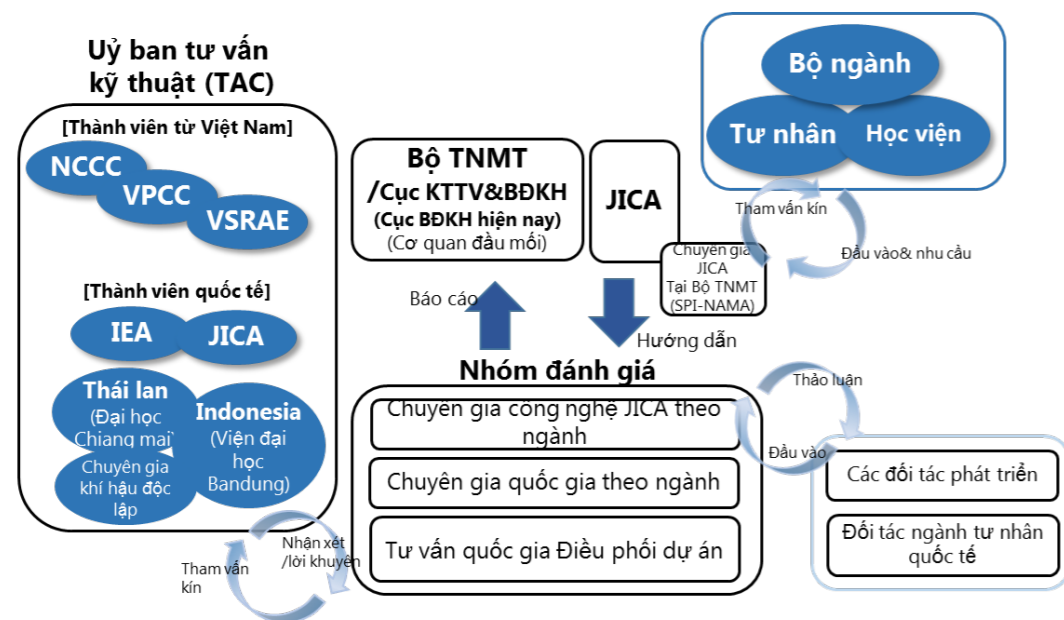 Uỷ ban tư vấn
kỹ thuật (TAC)
[Thành viên từ Việt Nam]
NCCC
VPCC
VSRAE
[Thành viên quốc tế]
IEA
JICA
Thái lan
(Đại học
Chiang mai)
Chuyên gia
khí hậu độc
lập
Indonesia
(Viện đại
học
Bandung)
Bộ TNMT
/Cục KTTV&BĐKH
(Cục BĐKH hiện nay)
(Cơ quan đầu mối)
JICA
Chuyên gia
JICA
Tại Bộ TNMT
(SPI-NAMA)
Bộ ngành
Tư nhân
Học viện
Tham vấn kín
Đầu vào& nhu cầu
Báo cáo
Hướng dẫn
Nhóm đánh giá
Chuyên gia công nghệ JICA theo
ngành
Chuyên gia quốc gia theo ngành
Tư vấn quốc gia Điều phối dự án
Thảo luận
Đầu vào
Các đối tác phát triển
Đối tác ngành tư nhân
quốc tế
Nhận xét
/lời khuyên
Tham vấn
kín